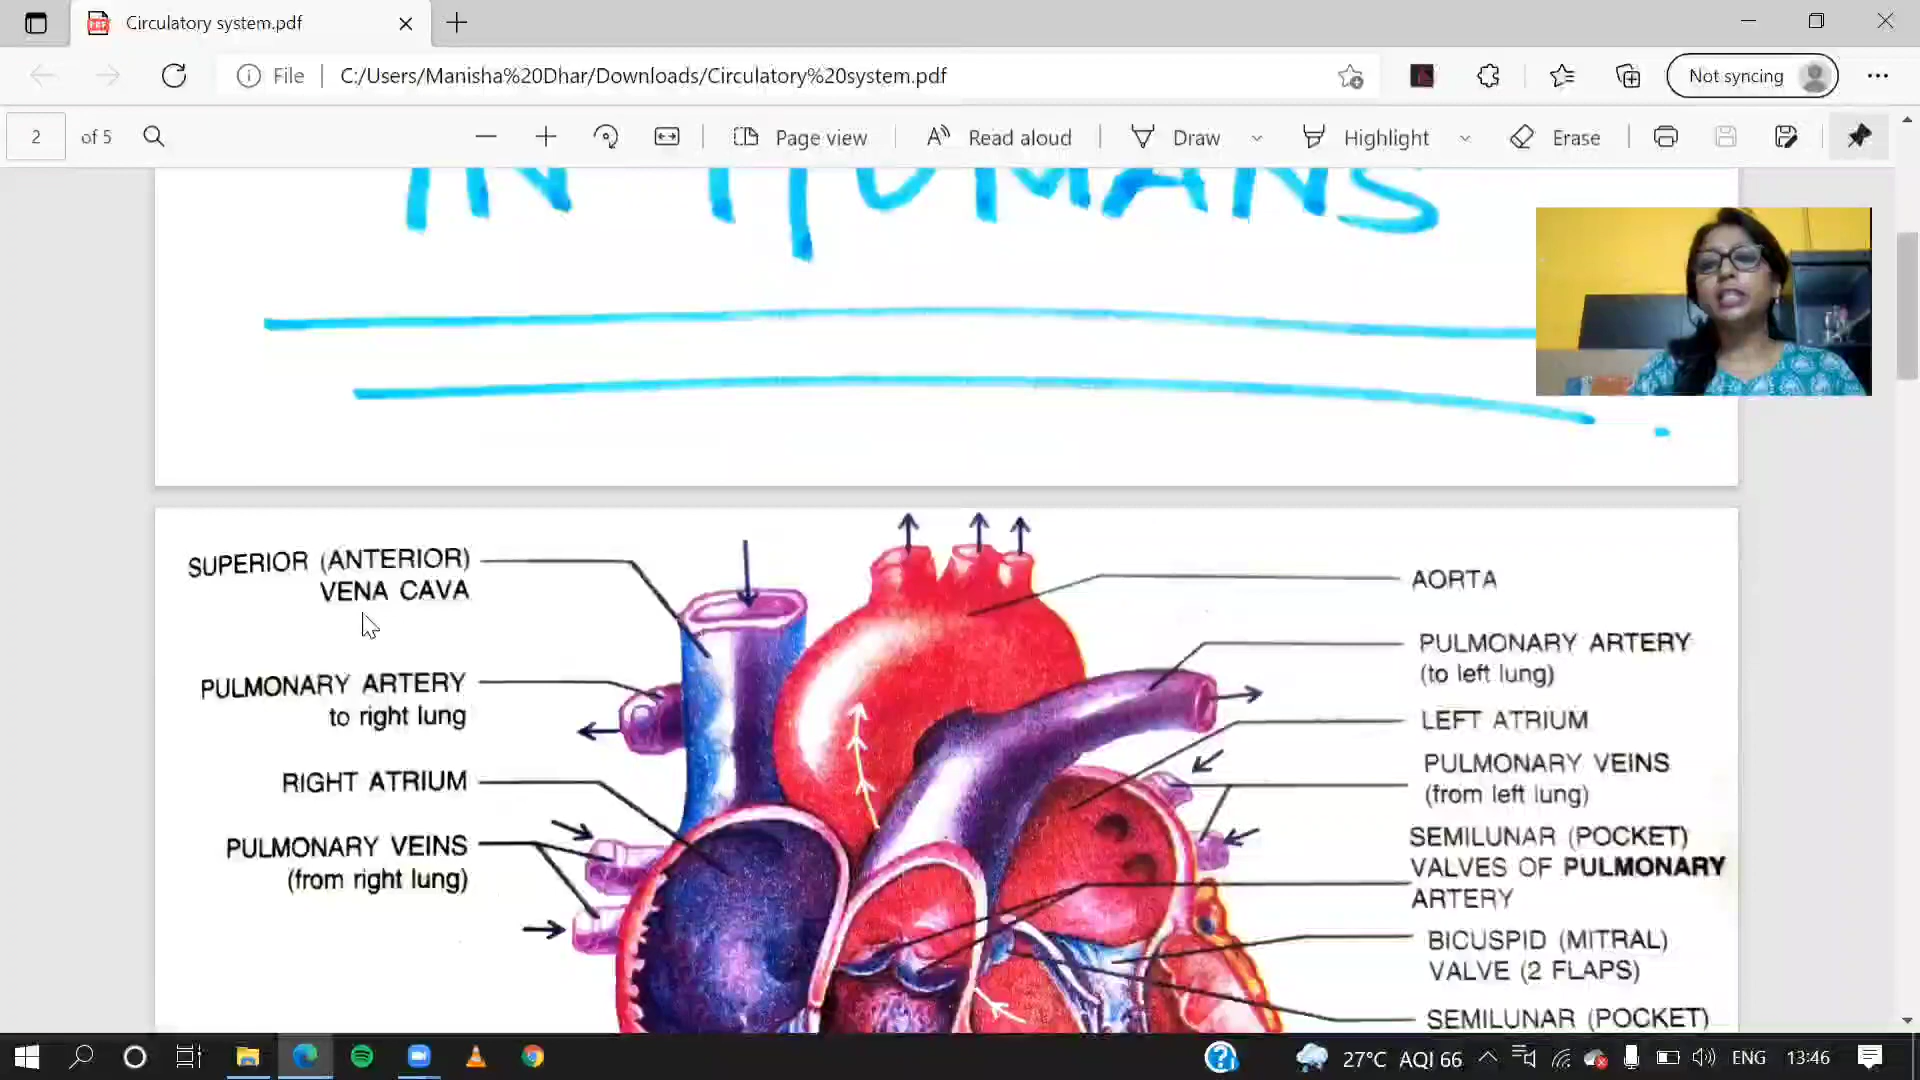 Circulatory system.pdf
File
C:/Users/Manisha%20Dhar/Downloads/Circulatory%20system.pdf
Not syncing
2 of 5
Page view
Read aloud
Draw
Highlight
Erase
IN HUMANS
SUPERIOR (ANTERIOR)
VENA CAVA
PULMONARY ARTERY
to right lung
RIGHT ATRIUM
PULMONARY VEINS
(from right lung)
AORTA
PULMONARY ARTERY
(to left lung)
LEFT ATRIUM
PULMONARY VEINS
(from left lung)
SEMILUNAR (POCKET)
VALVES OF PULMONARY
ARTERY
BICUSPID (MITRAL)
VALVE (2 FLAPS)
SEMILUNAR (POCKET)
27°C AQI 66
ENG
13:46